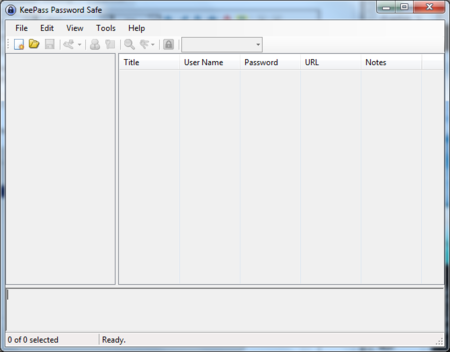 KeePass Password Safe
File Edit View Tools Help
Title User Name Password URL Notes
0 of 0 selected Ready.